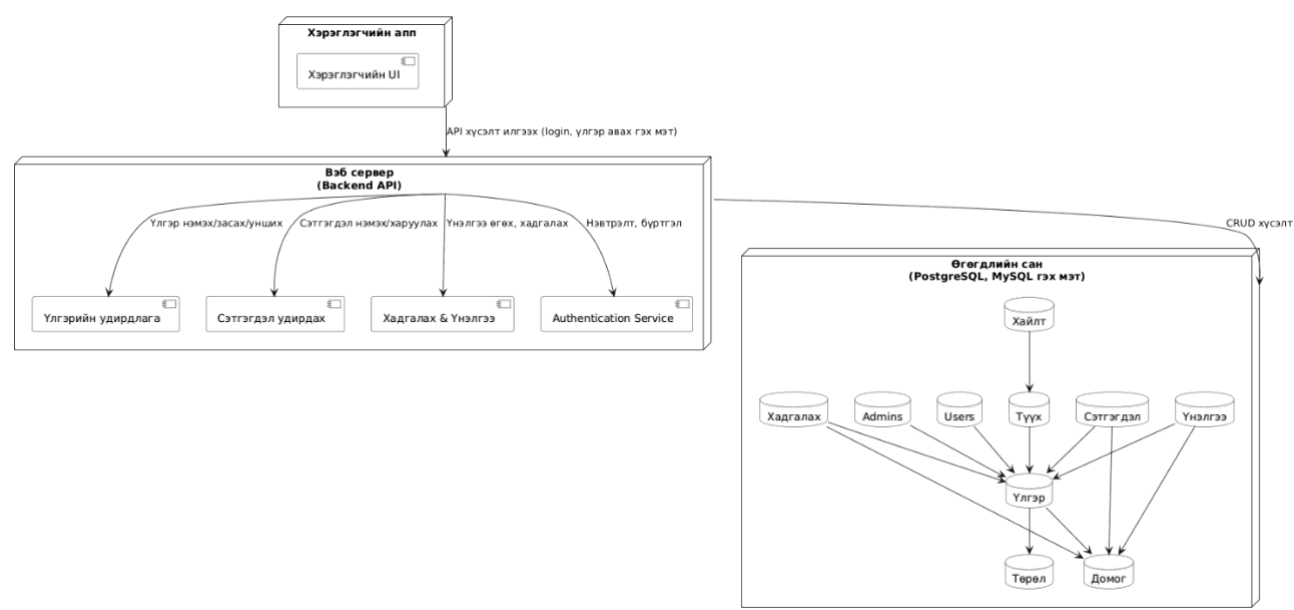 Хэрэглэгчийн апп
Хэрэглэгчийн UI
API хүсэлт илгээх (login, үлгэр авах гэх мэт)
Вэб сервер
(Backend API)
Үлгэр нэмэх/засах/унших
Сэтгэгдэл нэмэх/харуулах
Үнэлгээ өгөх, хадгалах
Нэвтрэлт, бүртгэл
CRUD хүсэлт
Үлгэрийн удирдлага
Сэтгэгдэл удирдах
Хадгалах & Үнэлгээ
Authentication Service
Өгөгдлийн сан
(PostgreSQL, MySQL гэх мэт)
Хайлт
Хадгалах
Admins
Users
Түүх
Сэтгэгдэл
Үнэлгээ
Үлгэр
Төрөл
Домог